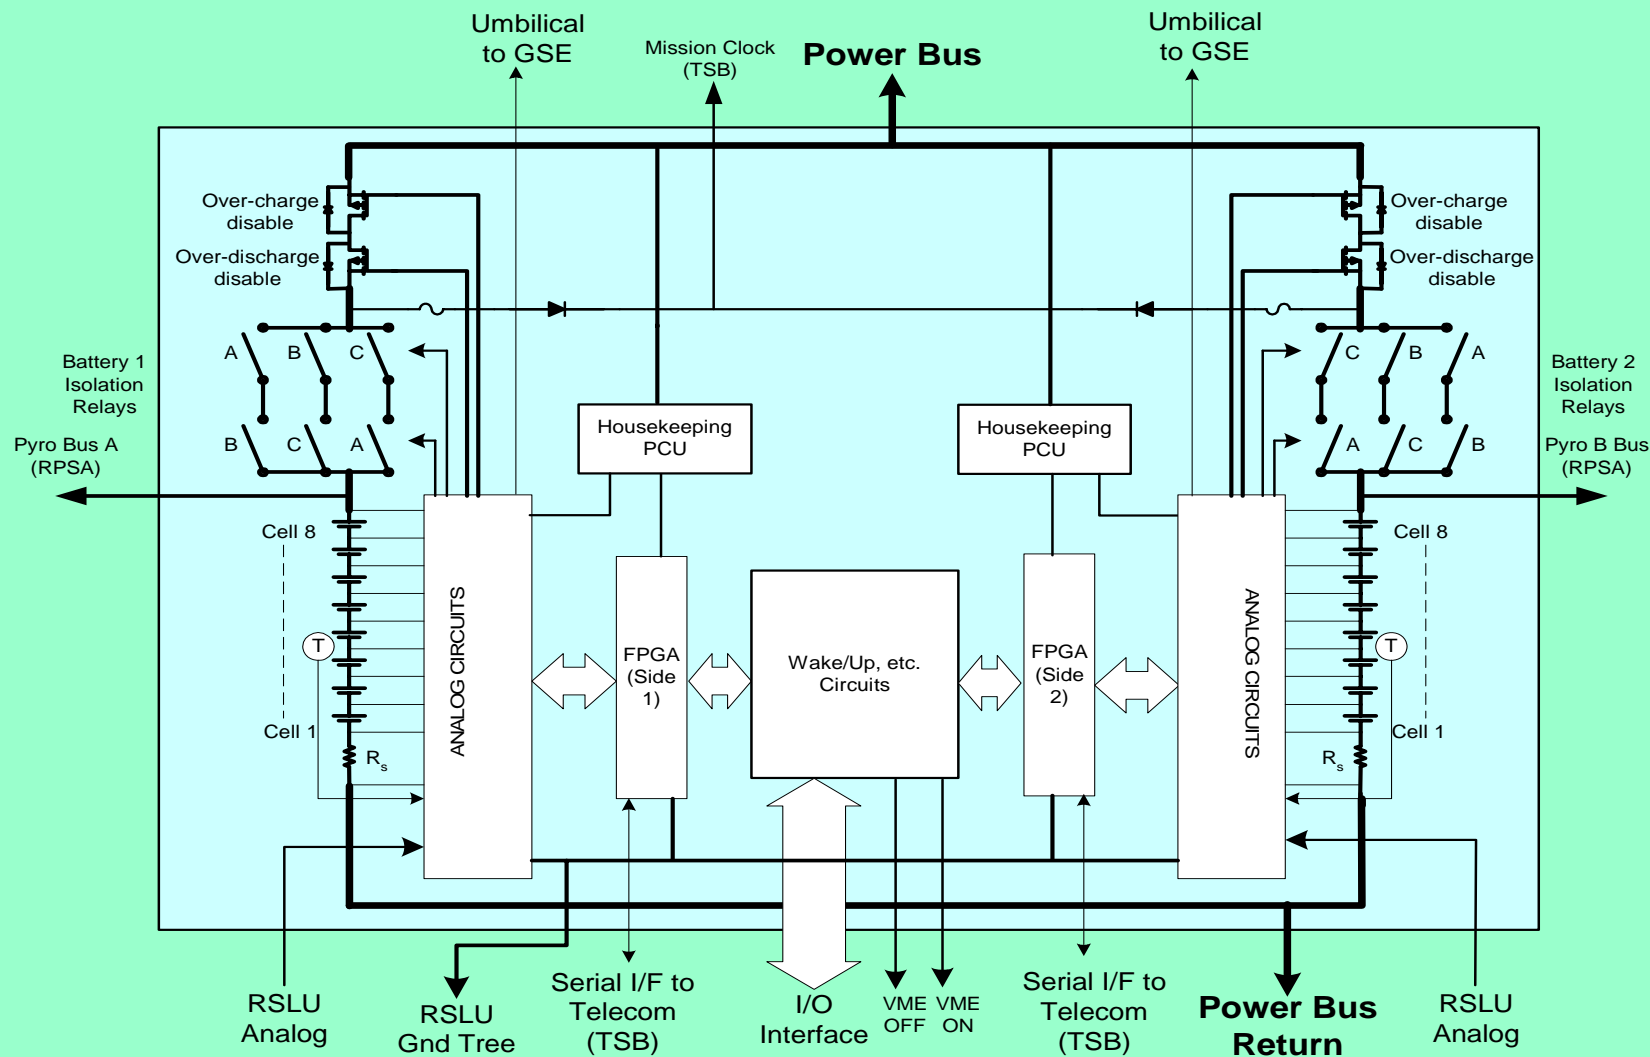 Umbilical
to GSE
Mission Clock
(TSB)
Power Bus
Umbilical
to GSE
Over-charge
disable
Over-discharge
disable
Over-charge
disable
Over-discharge
disable
Battery 1
Isolation
Relays
A
B
C
B
C
A
Pyro Bus A
(RPSA)
C
B
A
A
C
B
Battery 2
Isolation
Relays
Pyro B Bus
(RPSA)
Housekeeping
PCU
Housekeeping
PCU
Cell 8
T
Cell 1
Rs
ANALOG CIRCUITS
FPGA
(Side
1)
Wake/Up, etc.
Circuits
FPGA
(Side
2)
ANALOG CIRCUITS
Cell 8
T
Cell 1
Rs
RSLU
Analog
RSLU
Gnd Tree
Serial I/F to
Telecom
(TSB)
I/O
Interface
VME
OFF
VME
ON
Serial I/F to
Telecom
(TSB)
Power Bus
Return
RSLU
Analog